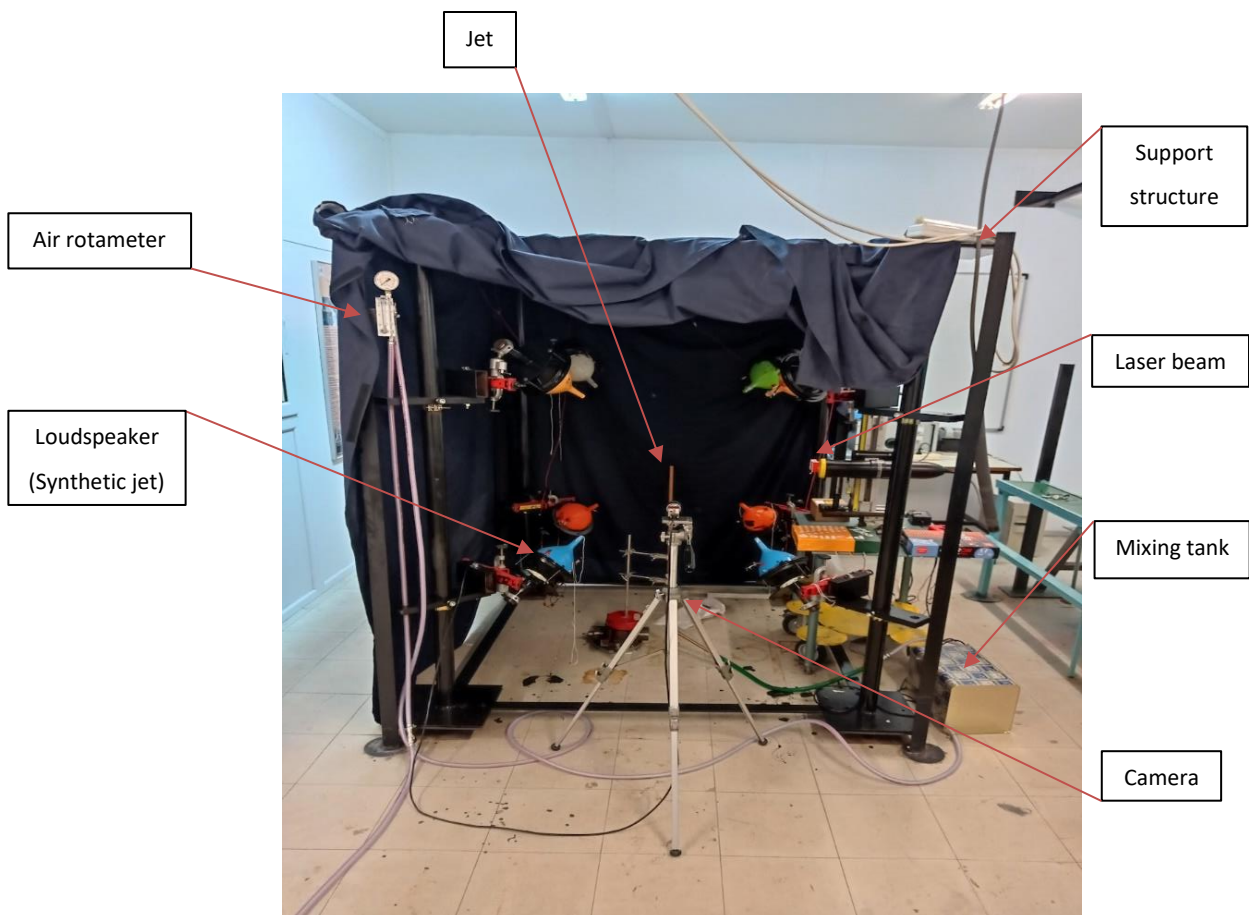 Jet
Support
structure
Air rotameter
Laser beam
Loudspeaker
(Synthetic jet)
Mixing tank
Camera